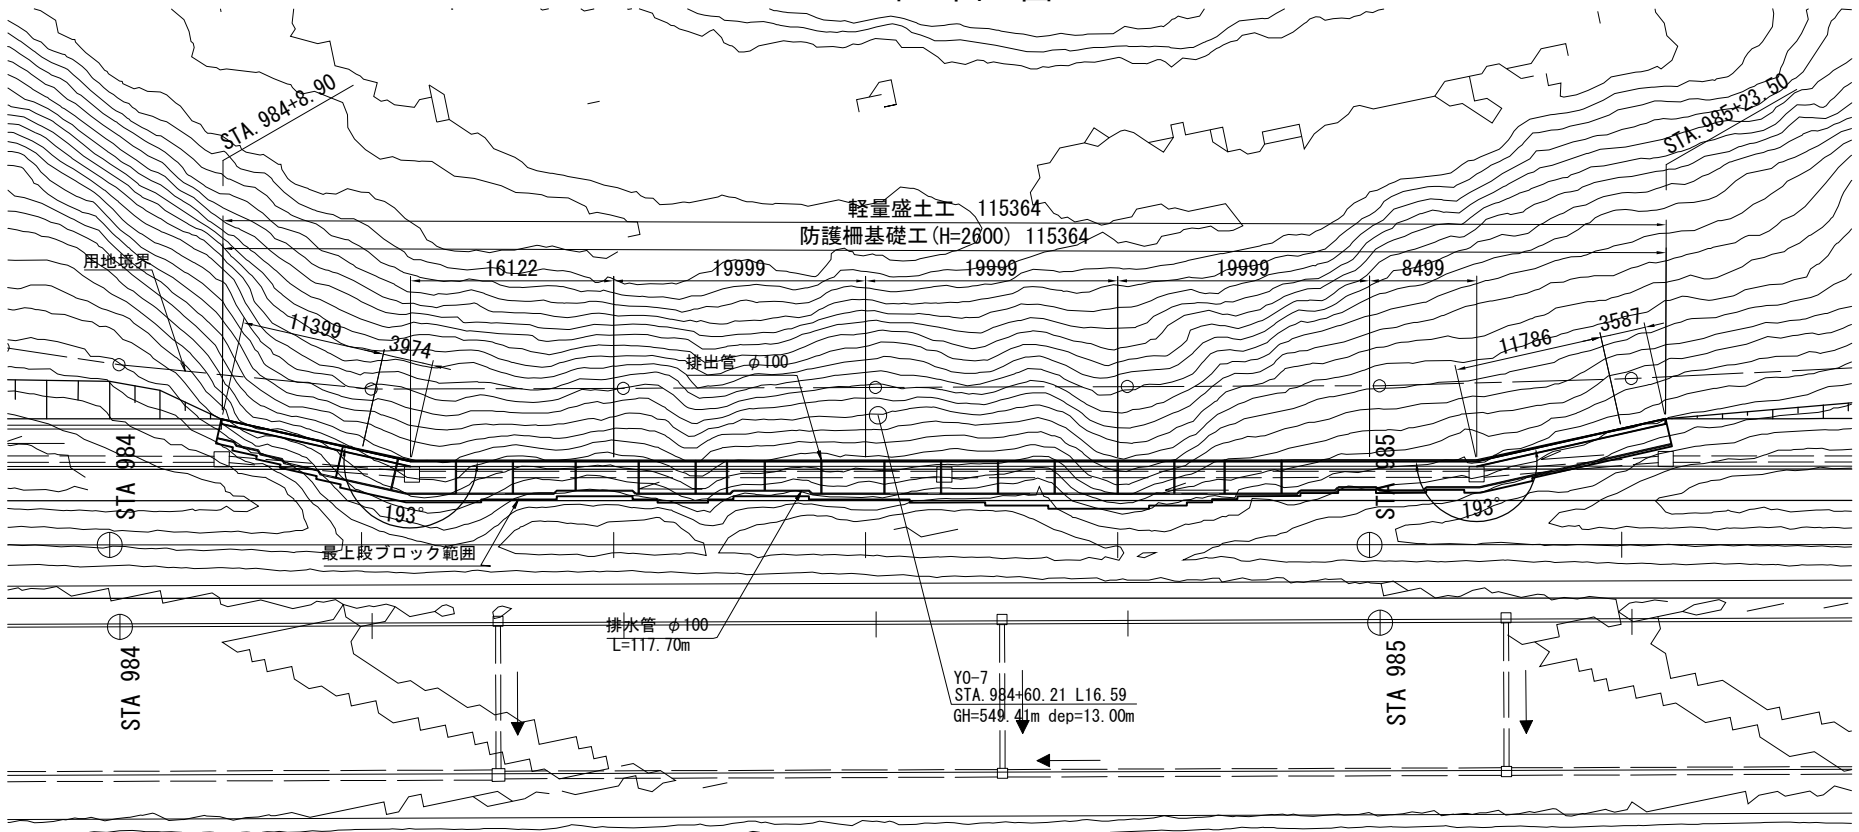 STA.984+8.90
STA.985+23.50
軽量盛土工 115364
防護柵基礎工(H=2600) 115364
用地境界
16122
19999
19999
19999
8499
11399
3974
排出管 φ100
11786
3587
STA 984
STA 985
193°
193°
最上段ブロック範囲
排水管 φ100
L=117.70m
STA 984
STA 985
YO-7
STA.984+60.21 L16.59
GH=549.41m dep=13.00m